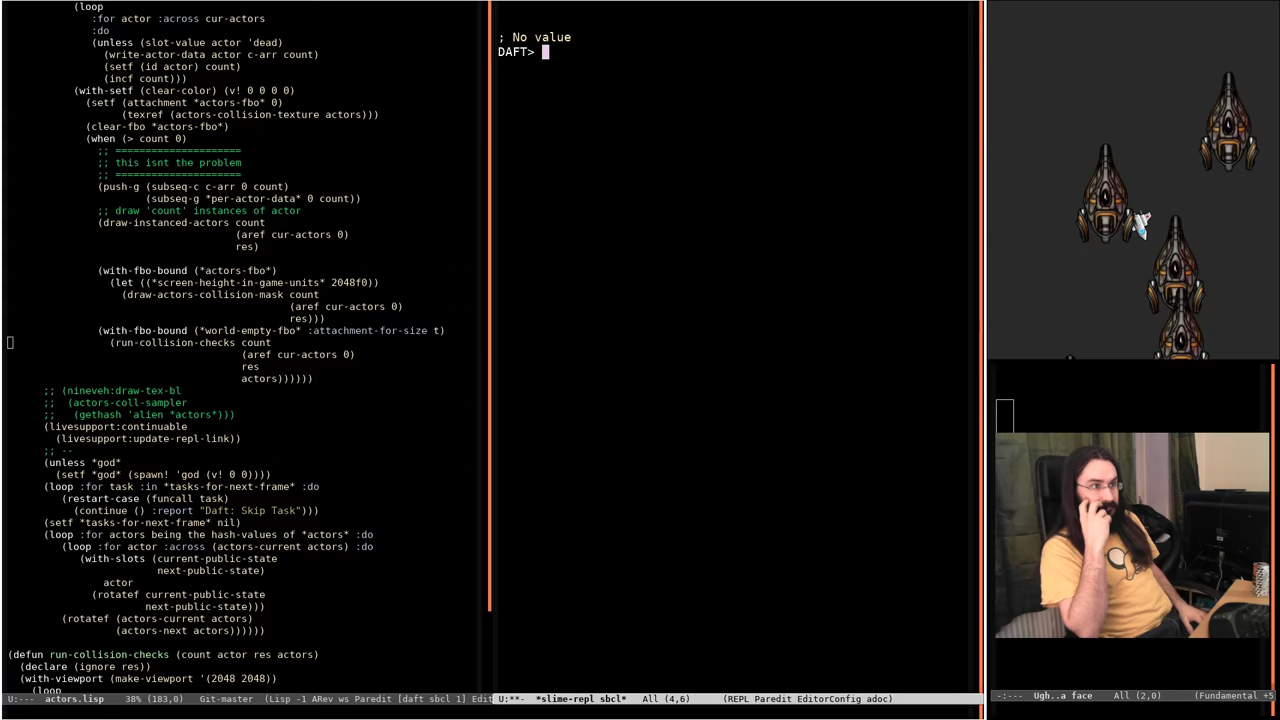 (loop
:for actor :across cur-actors
:do
(unless (slot-value actor 'dead)
(write-actor-data actor c-arr count)
(setf (id actor) count)
(incf count)))
(with-setf (clear-color) (v! 0 0 0 0)
(setf (attachment *actors-fbo* 0)
(texref (actors-collision-texture actors)))
(clear-fbo *actors-fbo*)
(when (> count 0)
;; =====================
;; this isnt the problem
;; =====================
(push-g (subseq-c c-arr 0 count)
(subseq-g *per-actor-data* 0 count))
;; draw 'count' instances of actor
(draw-instanced-actors count
(aref cur-actors 0)
res)
(with-fbo-bound (*actors-fbo*)
(let ((*screen-height-in-game-units* 2048f0))
(draw-actors-collision-mask count
(aref cur-actors 0)
res)))
(with-fbo-bound (*world-empty-fbo* :attachment-for-size t)
(run-collision-checks count
(aref cur-actors 0)
res
actors))))))
;; (nineveh:draw-tex-bl
;;  (actors-coll-sampler
;;   (gethash 'alien *actors*)))
(livesupport:continuable
(livesupport:update-repl-link))
;; --
(unless *god*
(setf *god* (spawn! 'god (v! 0 0))))
(loop :for task :in *tasks-for-next-frame* :do
(restart-case (funcall task)
(continue () :report "Daft: Skip Task")))
(setf *tasks-for-next-frame* nil)
(loop :for actors being the hash-values of *actors* :do
(loop :for actor :across (actors-current actors) :do
(with-slots (current-public-state
next-public-state)
actor
(rotatef current-public-state
next-public-state)))
(rotatef (actors-current actors)
(actors-next actors))))))
(defun run-collision-checks (count actor res actors)
(declare (ignore res))
(with-viewport (make-viewport '(2048 2048))
(loop
U:---  actors.lisp    38% (183,0)    Git-master    (Lisp -1 ARev ws Paredit [daft sbcl 1] Edit
; No value
DAFT>
U:**-  *slime-repl sbcl*   All (4,6)      (REPL Paredit EditorConfig adoc)
-:---  Ugh..a face    All (2,0)      (Fundamental +5